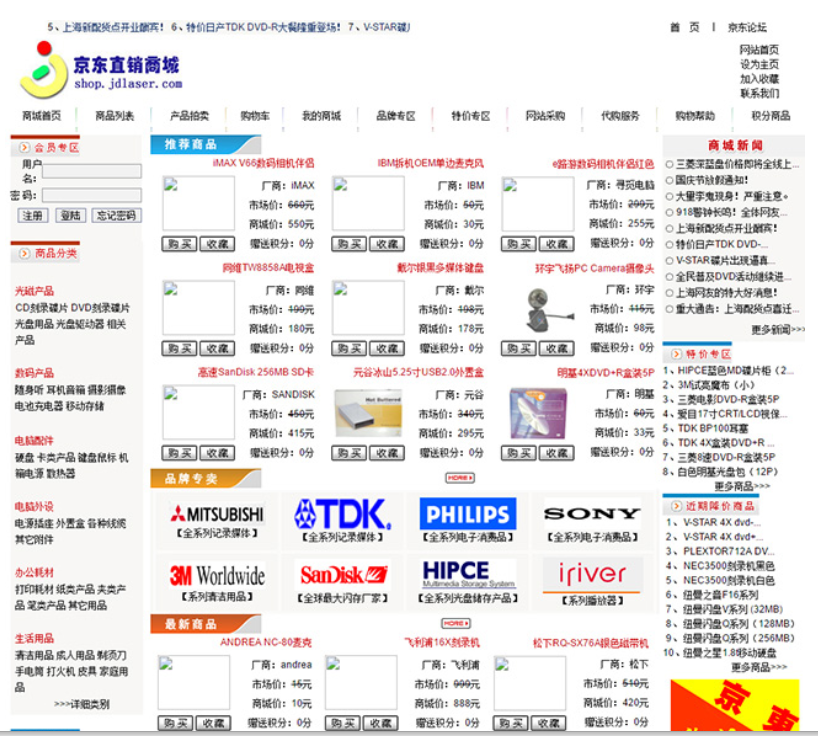 5、上海新配货点开业酬宾！ 6、特价日产TDK DVD-R大餐隆重登场！ 7、V-STAR碟
首 页 | 京东论坛
京东直销商城
shop.jdlaser.com
网站首页
设为主页
加入收藏
联系我们
商城首页 商品列表 产品拍卖 购物车 我的商城 品牌专区 特价专区 网站采购 代购服务 购物帮助 积分商品
会员专区
用户名:
密码:
注册 登陆 忘记密码
商品分类
光磁产品
CD刻录碟片 DVD刻录碟片
光盘用品 光盘驱动器 相关
产品
数码产品
随身听 耳机音箱 摄影摄像
电池充电器 移动存储
电脑配件
硬盘 卡类产品 键盘鼠标 机
箱电源 散热器
电脑外设
电源插座 外置盒 各种线缆
其它附件
办公耗材
打印耗材 纸类产品 夹类产
品 笔类产品 其它用品
生活用品
清洁用品 成人用品 剃须刀
手电筒 打火机 皮具 家庭用
品
>>>详细类别
推荐商品
iMAX V66数码相机伴侣 IBM拆机OEM单边麦克风 e路游数码相机伴侣红色
厂商：iMAX 厂商：IBM 厂商：寻觅电脑
市场价：660元 市场价：50元 市场价：299元
商城价：550元 商城价：30元 商城价：255元
购买 收藏 赠送积分：0分 购买 收藏 赠送积分：0分 购买 收藏 赠送积分：0分
网维TW8858A电视盒 戴尔银黑多媒体键盘 环宇飞扬PC Camera摄像头
厂商：网维 厂商：戴尔 厂商：环宇
市场价：199元 市场价：198元 市场价：115元
商城价：180元 商城价：178元 商城价：98元
购买 收藏 赠送积分：0分 购买 收藏 赠送积分：0分 购买 收藏 赠送积分：0分
高速SanDisk 256MB SD卡 元谷冰山5.25寸USB2.0外置盒 明基4XDVD+R盒装5P
厂商：SANDISK 厂商：元谷 厂商：明基
市场价：450元 市场价：340元 市场价：60元
商城价：415元 商城价：295元 商城价：33元
购买 收藏 赠送积分：0分 购买 收藏 赠送积分：0分 购买 收藏 赠送积分：0分
品牌专卖 MORE
MITSUBISHI TDK. PHILIPS SONY
【全系列记录媒体】 【全系列记录媒体】 【全系列电子消费品】 【全系列电子消费品】
3M Worldwide SanDisk HIPCE Multimedia Storage System iriver
【系列清洁用品】 【全球最大闪存厂家】 【全系列光盘储存产品】 【系列播放器】
最新商品 MORE
ANDREA NC-80麦克 飞利浦16X刻录机 松下RQ-SX76A银色磁带机
厂商：andrea 厂商：飞利浦 厂商：松下
市场价：15元 市场价：999元 市场价：510元
商城价：10元 商城价：888元 商城价：420元
购买 收藏 赠送积分：0分 购买 收藏 赠送积分：0分 购买 收藏 赠送积分：0分
商城新闻
三菱深蓝盘价格即将全线上...
国庆节放假通知！
大量李鬼现身！严重注意。
918警钟长鸣！全体网友...
上海新配货点开业酬宾！
特价日产TDK DVD-...
V-STAR碟片出现逼真...
全民普及DVD活动继续进...
上海网友的特大好消息！
重大通告：上海配货点直迁...
更多新闻>>>
特价专区
1、HIPCE蓝色MD碟片柜（2...
2、3M试亮魔布（小）
3、三菱电影DVD-R盒装5P
4、爱目17寸CRT/LCD视保...
5、TDK BP100耳塞
6、TDK 4X盒装DVD+R ...
7、三菱8速DVD-R盒装5P
8、白色明基光盘包（12P）
更多商品>>>
近期降价商品
1、V-STAR 4X dvd-...
2、V-STAR 4X dvd+...
3、PLEXTOR712A DV...
4、NEC3500刻录机黑色
5、NEC3500刻录机白色
6、纽曼之音F16系列
7、纽曼闪盘V系列(32MB)
8、纽曼闪盘Q系列（128MB）
9、纽曼闪盘Q系列（256MB）
10、纽曼之星1.8移动硬盘
更多商品>>>
京 東